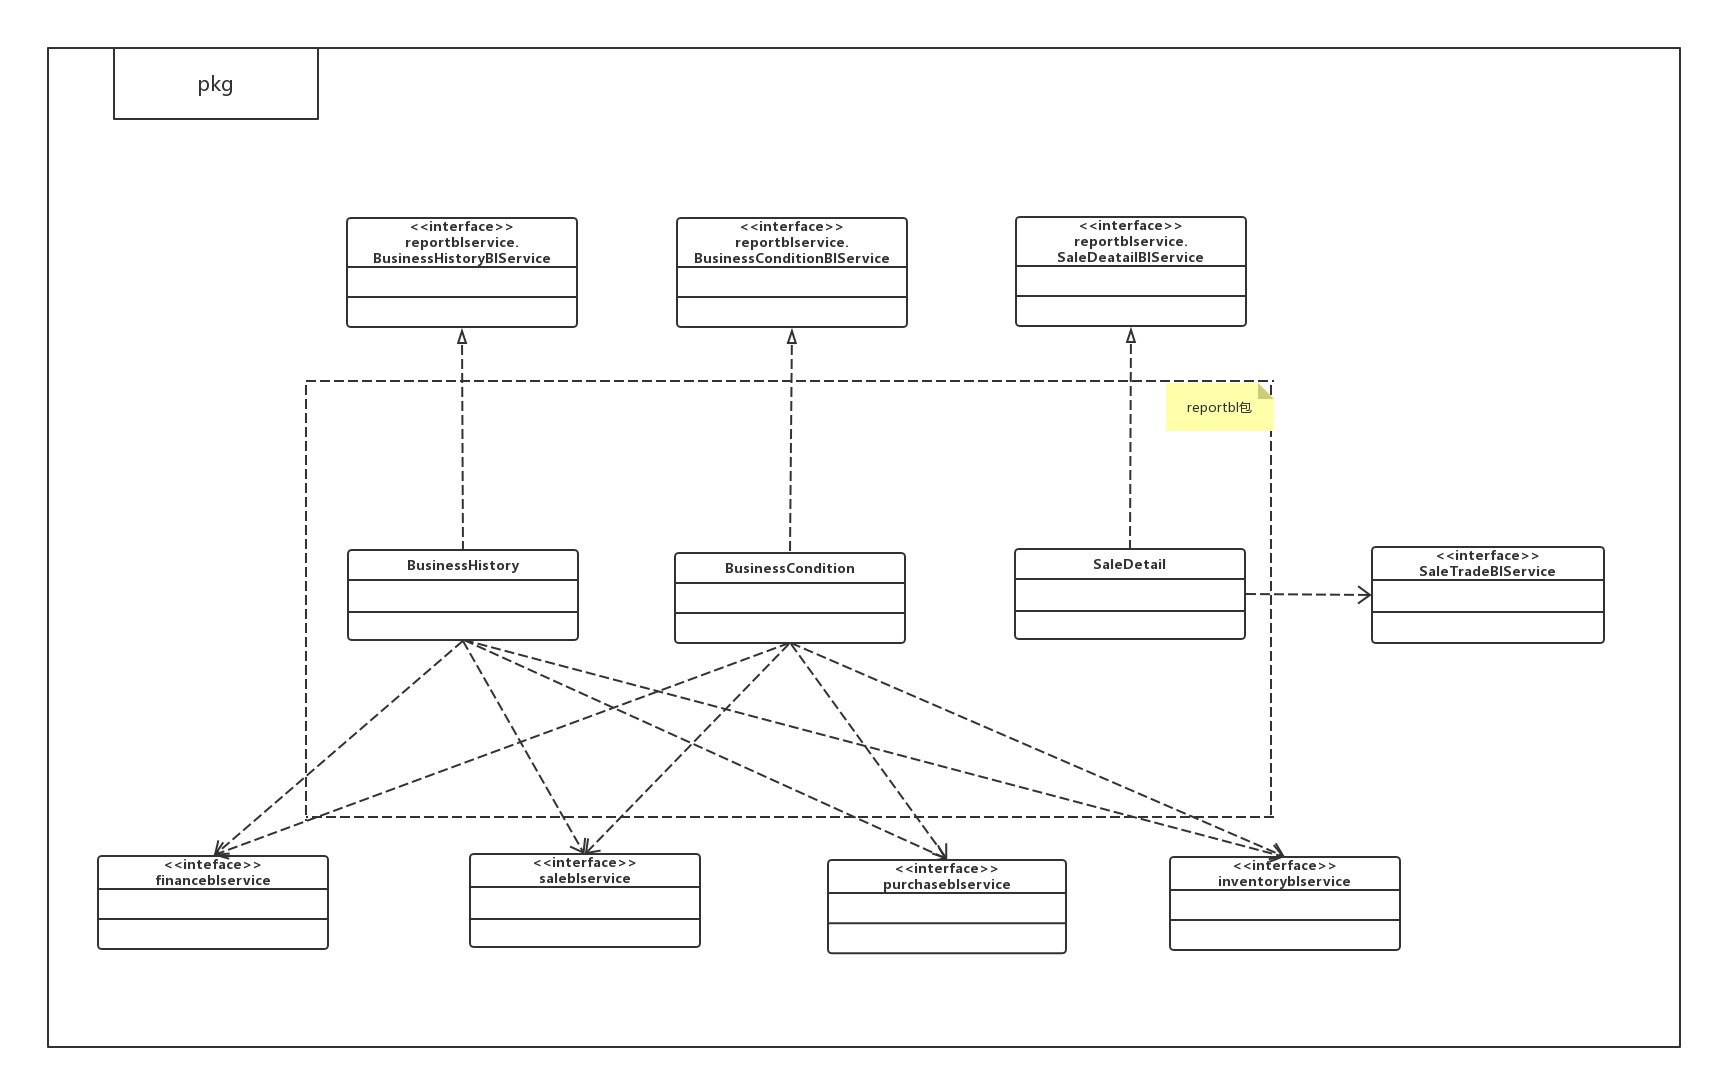 pkg
<<interface>>
reportblservice.
BusinessHistoryBlService
<<interface>>
reportblservice.
BusinessConditionBlService
<<interface>>
reportblservice.
SaleDeatailBlService
reportbl包
BusinessHistory
BusinessCondition
SaleDetail
<<interface>>
SaleTradeBlService
<<inteface>>
financeblservice
<<interface>>
saleblservice
<<interface>>
purchaseblservice
<<interface>>
inventoryblservice